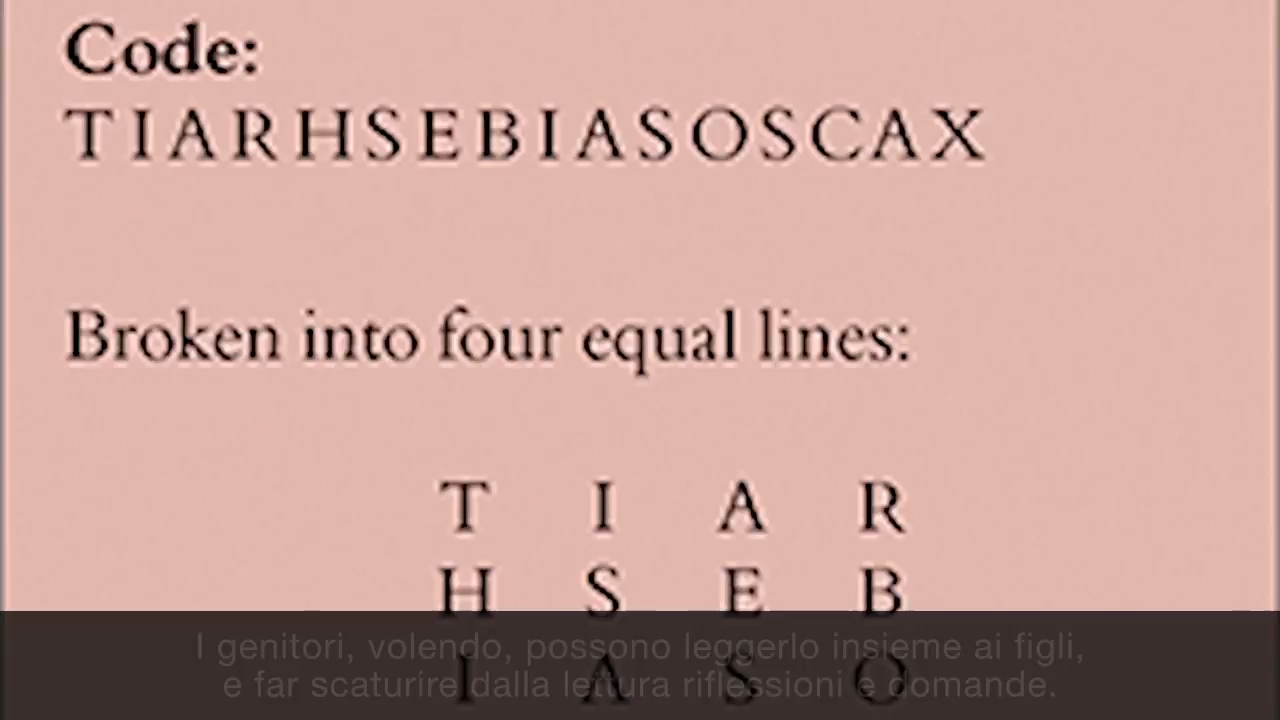 Code:
TIARHSEBIASOSCAX
Broken into four equal lines:
T I A R
H S E B
I A S O
I genitori, volendo, possono leggerlo insieme ai figli,
e far scaturire dalla lettura riflessioni e domande.